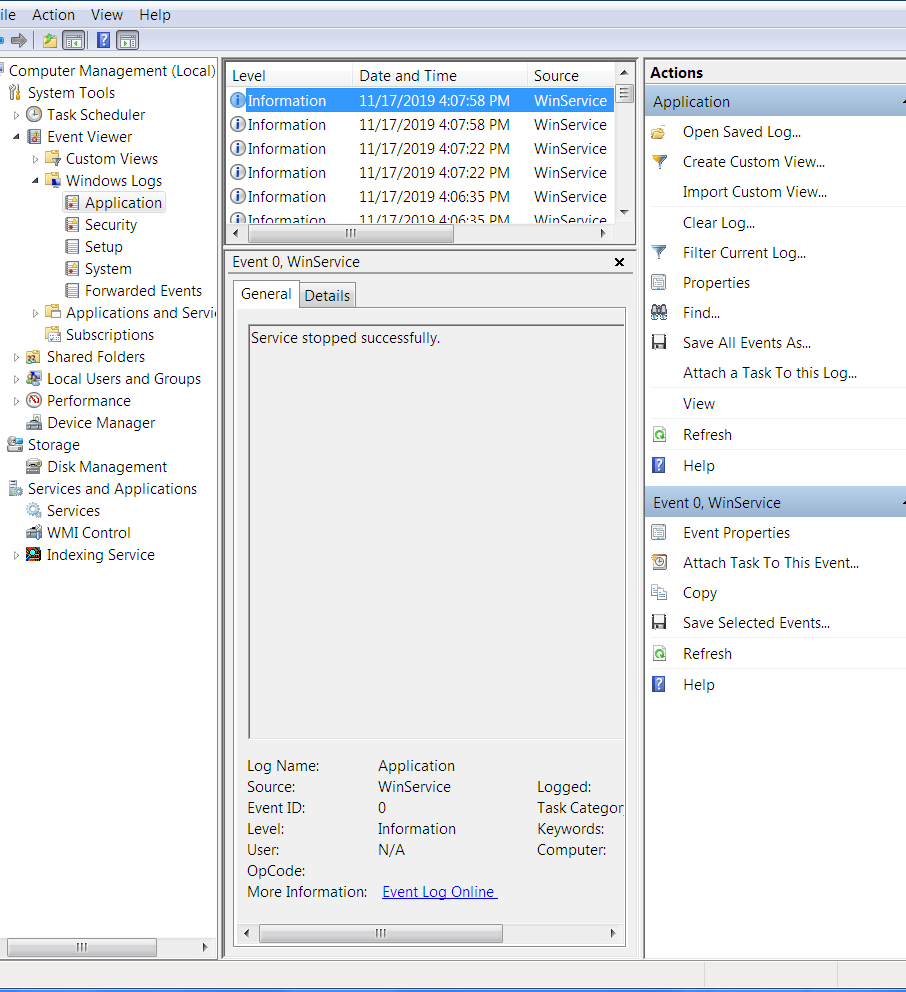 ile Action View Help
Computer Management (Local)
System Tools
Task Scheduler
Event Viewer
Custom Views
Windows Logs
Application
Security
Setup
System
Forwarded Events
Applications and Servi
Subscriptions
Shared Folders
Local Users and Groups
Performance
Device Manager
Storage
Disk Management
Services and Applications
Services
WMI Control
Indexing Service
Level Date and Time Source
Information 11/17/2019 4:07:58 PM WinService
Information 11/17/2019 4:07:58 PM WinService
Information 11/17/2019 4:07:22 PM WinService
Information 11/17/2019 4:07:22 PM WinService
Information 11/17/2019 4:06:35 PM WinService
Information 11/17/2019 4:06:35 PM WinService
Event 0, WinService
General Details
Service stopped successfully.
Log Name: Application
Source: WinService Logged:
Event ID: 0 Task Categor
Level: Information Keywords:
User: N/A Computer:
OpCode:
More Information: Event Log Online
Actions
Application
Open Saved Log...
Create Custom View...
Import Custom View...
Clear Log...
Filter Current Log...
Properties
Find...
Save All Events As...
Attach a Task To this Log...
View
Refresh
Help
Event 0, WinService
Event Properties
Attach Task To This Event...
Copy
Save Selected Events...
Refresh
Help